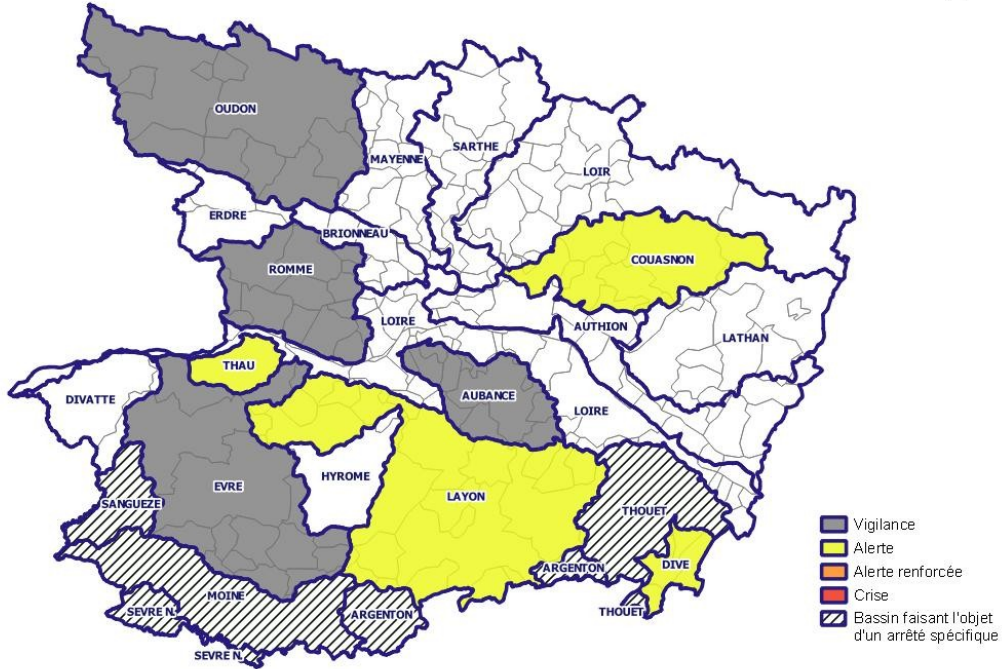 OUDON
MAYENNE
SARTHE
LOIR
ERDRE
BRIONNEAU
ROMME
COUASNON
LOIRE
AUTHION
LATHAN
THAU
DIVATTE
AUBANCE
LOIRE
HYROME
EVRE
LAYON
SANGUEZE
THOUET
ARGENTON
DIVE
MOINE
SEVRE N.
ARGENTON
THOUET
SEVRE N.
Vigilance
Alerte
Alerte renforcée
Crise
Bassin faisant l'objet
d'un arrêté spécifique